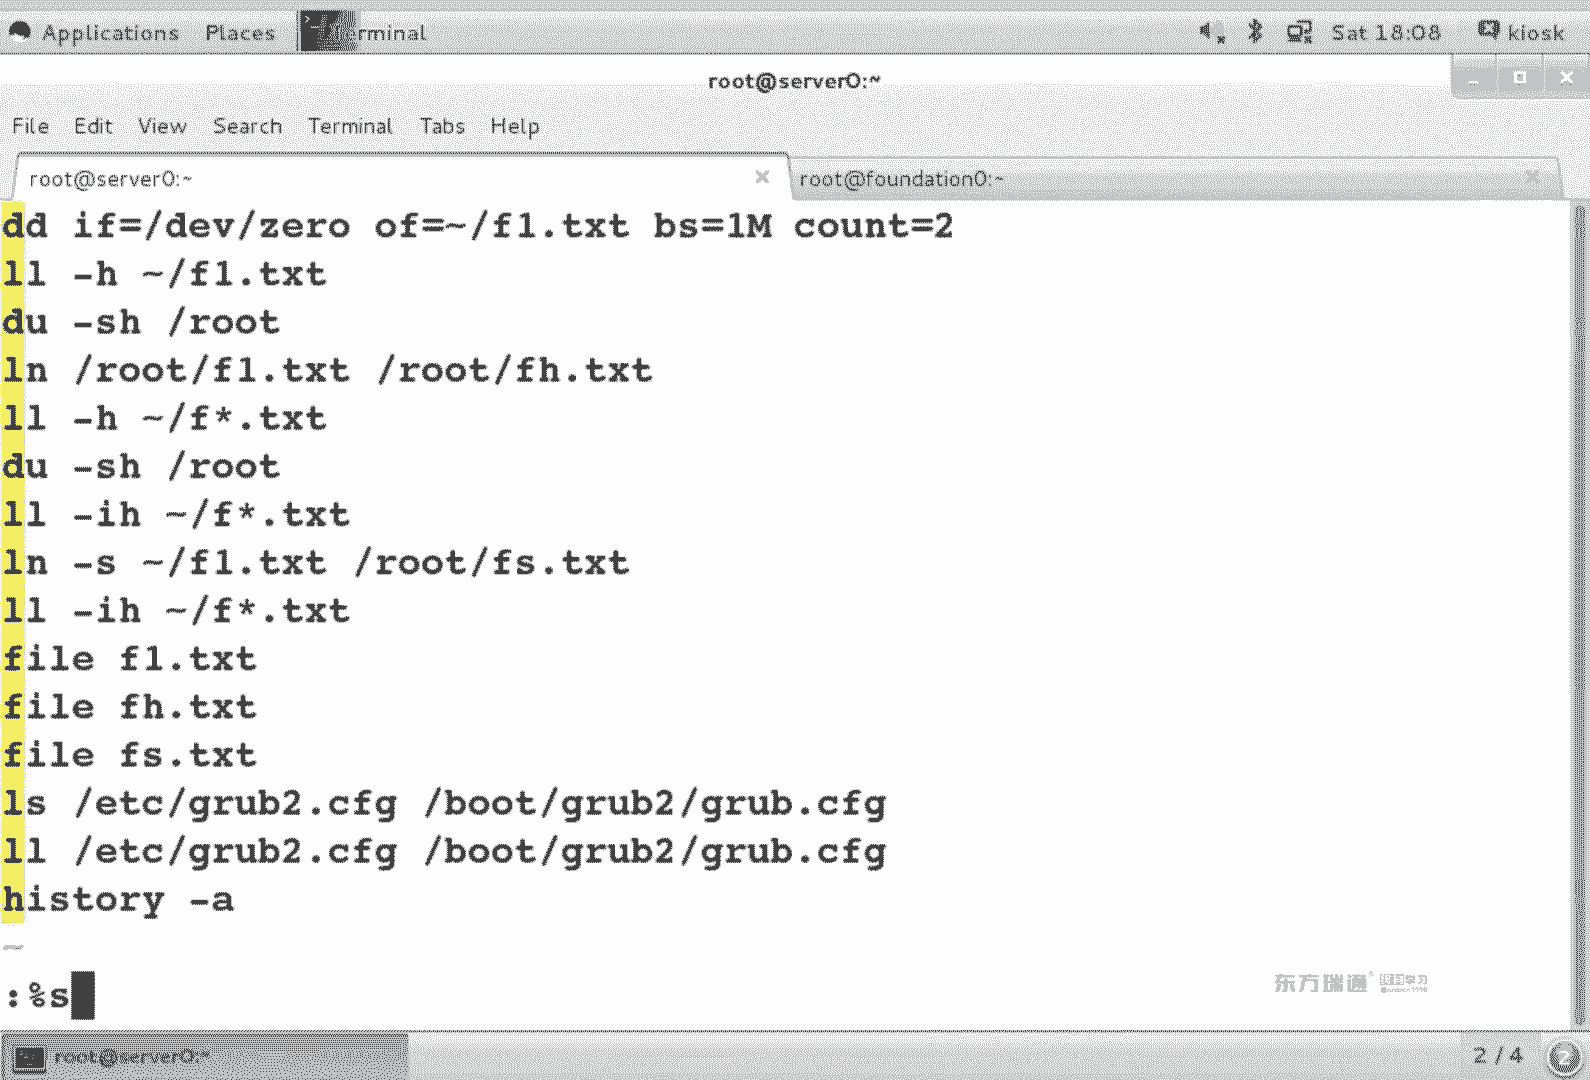 Applications Places Terminal Sat 18:08 kiosk
root@server0:~
File Edit View Search Terminal Tabs Help
root@server0:~ root@foundation0:~
dd if=/dev/zero of=~/f1.txt bs=1M count=2
ll -h ~/f1.txt
du -sh /root
ln /root/f1.txt /root/fh.txt
ll -h ~/f*.txt
du -sh /root
ll -ih ~/f*.txt
ln -s ~/f1.txt /root/fs.txt
ll -ih ~/f*.txt
file f1.txt
file fh.txt
file fs.txt
ls /etc/grub2.cfg /boot/grub2/grub.cfg
ll /etc/grub2.cfg /boot/grub2/grub.cfg
history -a
~
:%s
东方瑞通 学习
root@server0:~ 2 / 4 2